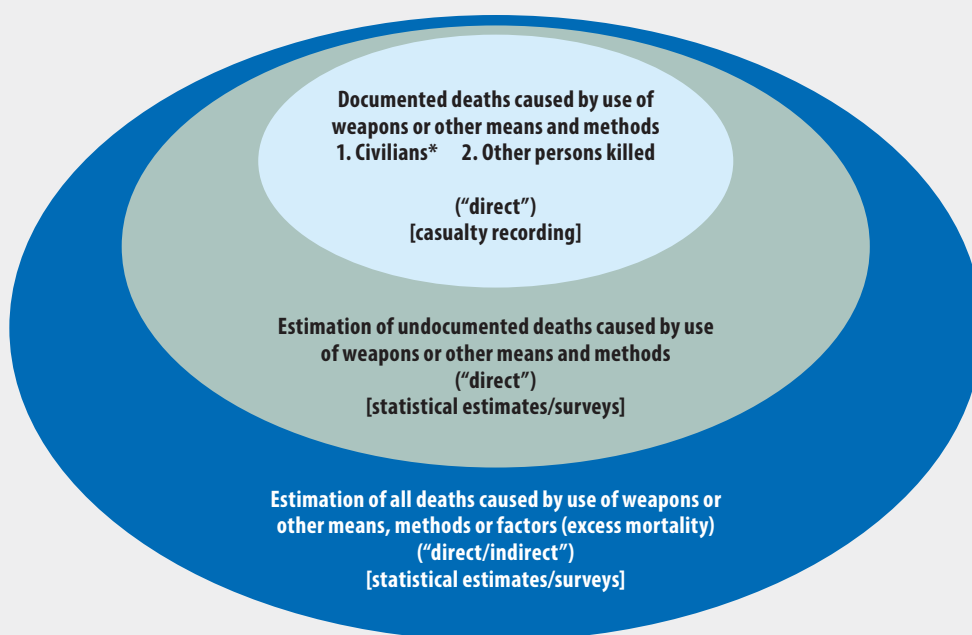 Documented deaths caused by use of
weapons or other means and methods
1. Civilians* 2. Other persons killed
(“direct”)
[casualty recording]
Estimation of undocumented deaths caused by use
of weapons or other means and methods
(“direct”)
[statistical estimates/surveys]
Estimation of all deaths caused by use of weapons or
other means, methods or factors (excess mortality)
(“direct/indirect”)
[statistical estimates/surveys]